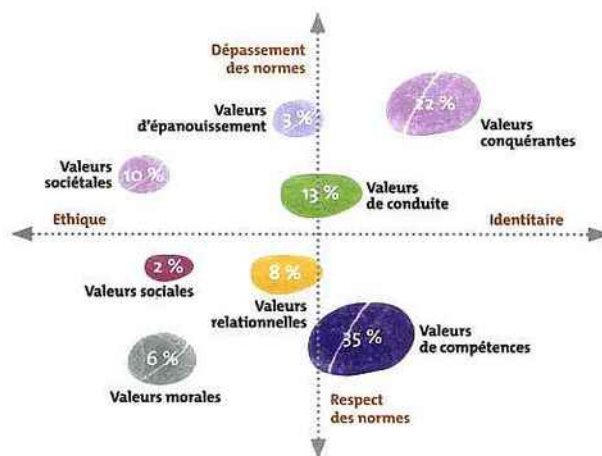 Dépassement
des normes
22 %
Valeurs
d'épanouissement
3 %
Valeurs
conquérantes
Valeurs
sociétales
10 %
13 %
Valeurs
de conduite
Ethique
Identitaire
2 %
Valeurs sociales
8 %
Valeurs
relationnelles
35 %
Valeurs
de compétences
6 %
Valeurs morales
Respect
des normes